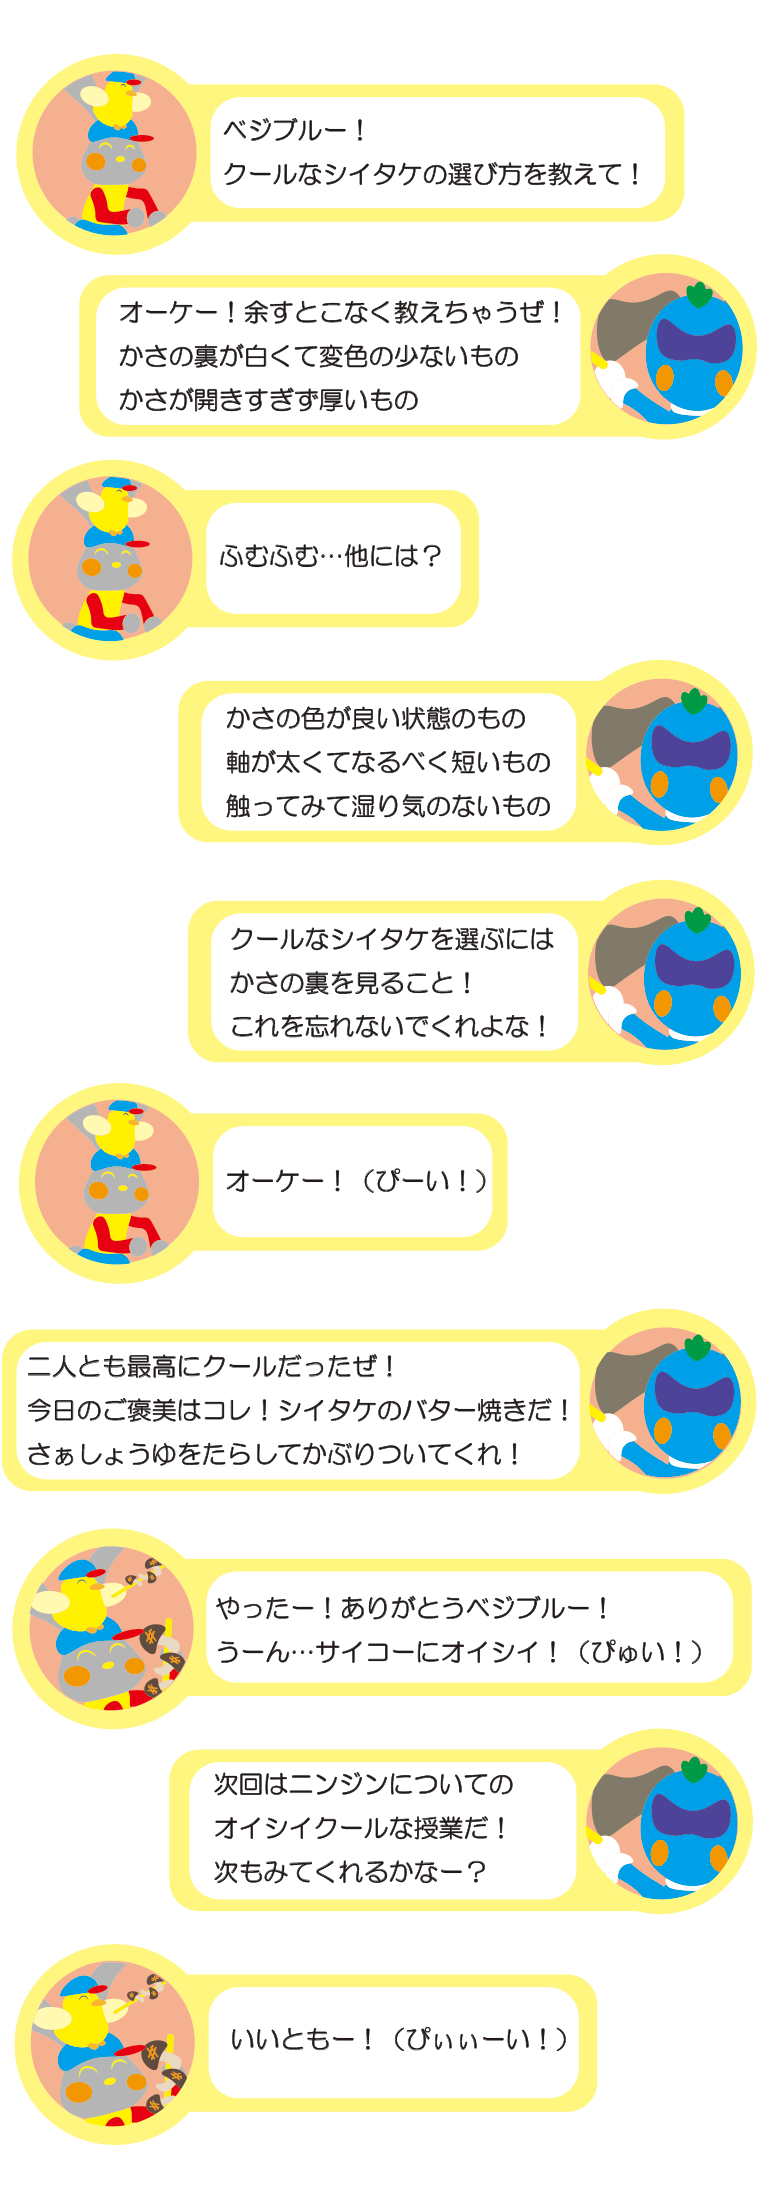 ベジブルー！
クールなシイタケの選び方を教えて！
オーケー！余すとこなく教えちゃうぜ！
かさの裏が白くて変色の少ないもの
かさが開きすぎず厚いもの
ふむふむ…他には？
かさの色が良い状態のもの
軸が太くてなるべく短いもの
触ってみて湿り気のないもの
クールなシイタケを選ぶには
かさの裏を見ること！
これを忘れないでくれよな！
オーケー！（ぴーい！）
二人とも最高にクールだったぜ！
今日のご褒美はコレ！シイタケのバター焼きだ！
さぁしょうゆをたらしてかぶりついてくれ！
やったー！ありがとうベジブルー！
うーん…サイコーにオイシイ！（ぴゅい！）
次回はニンジンについての
オイシイクールな授業だ！
次もみてくれるかなー？
いいともー！（ぴぃぃーい！）